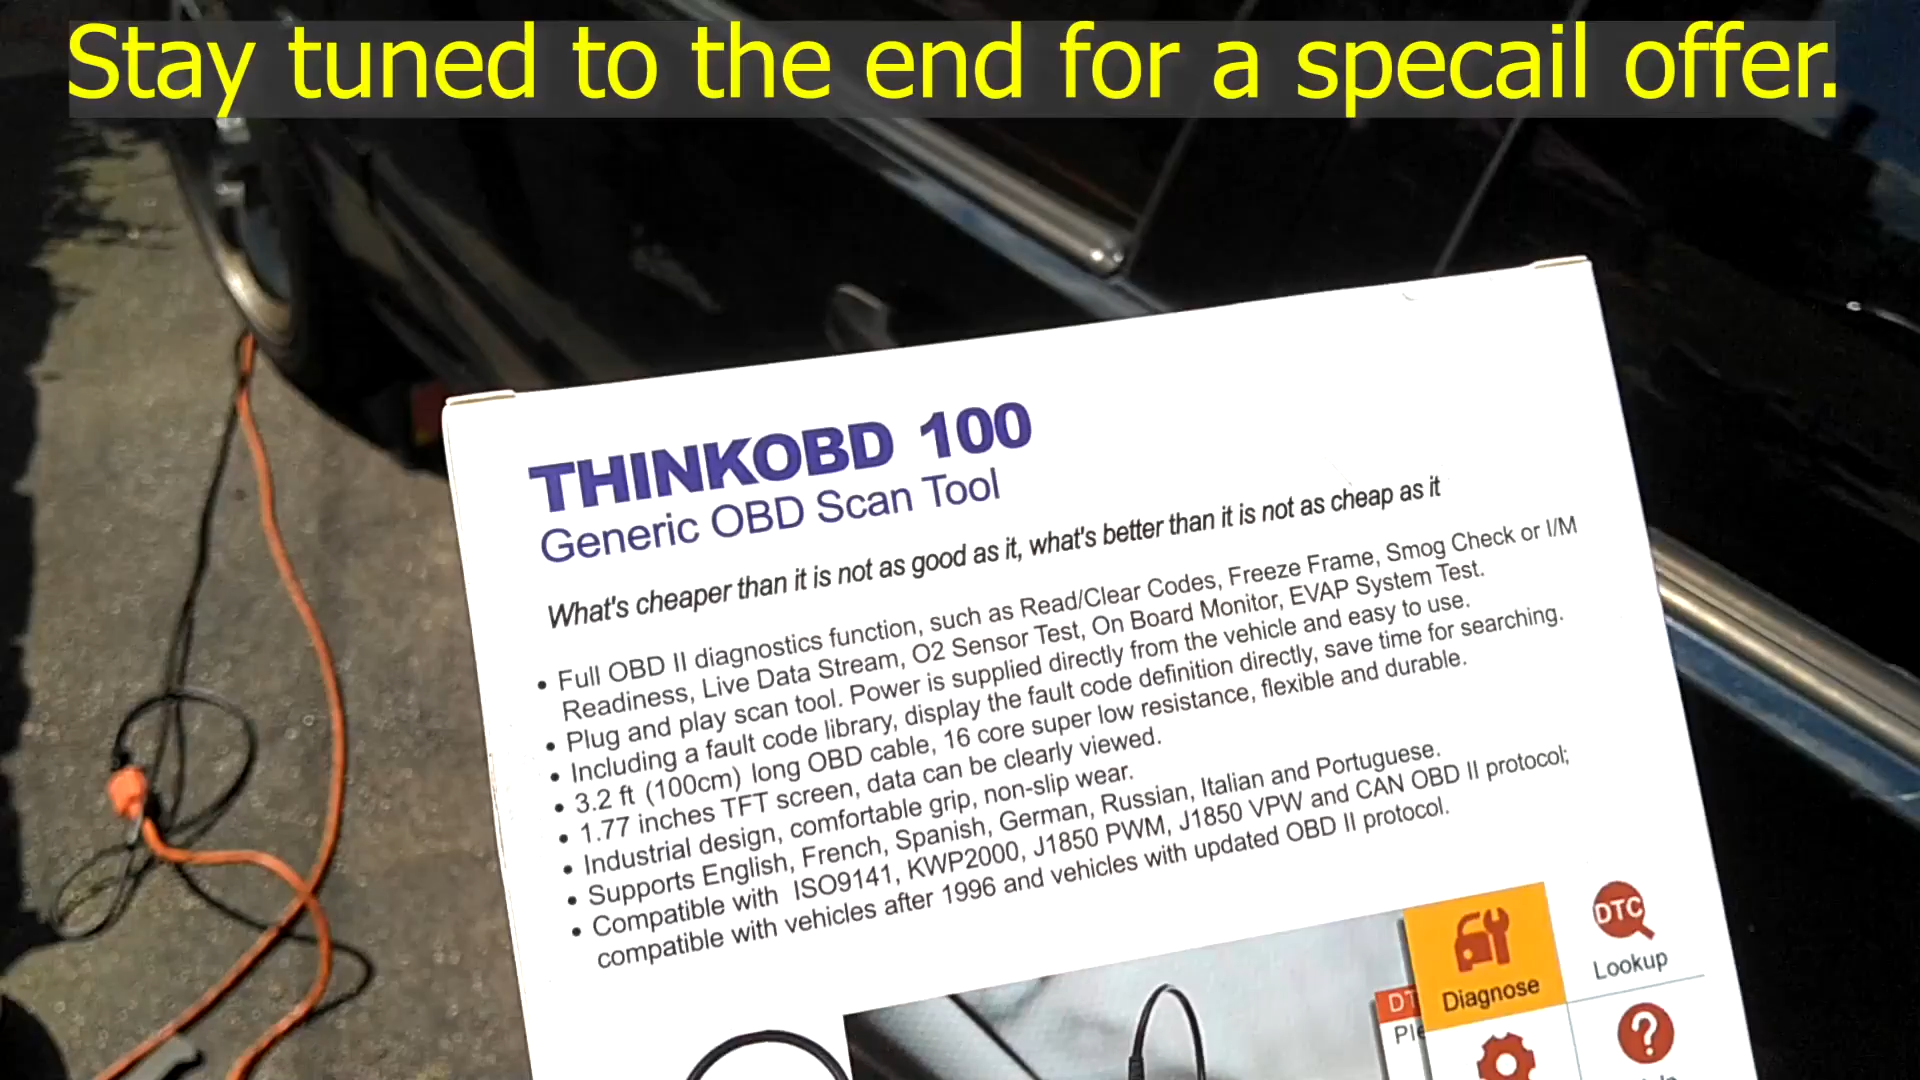 Stay tuned to the end for a specail offer.
THINKOBD 100
Generic OBD Scan Tool
What's cheaper than it is not as good as it, what's better than it is not as cheap as it
• Full OBD II diagnostics function, such as Read/Clear Codes, Freeze Frame, Smog Check or I/M
Readiness, Live Data Stream, O2 Sensor Test, On Board Monitor, EVAP System Test.
• Plug and play scan tool. Power is supplied directly from the vehicle and easy to use.
• Including a fault code library, display the fault code definition directly, save time for searching.
• 3.2 ft (100cm) long OBD cable, 16 core super low resistance, flexible and durable.
• 1.77 inches TFT screen, data can be clearly viewed.
• Industrial design, comfortable grip, non-slip wear.
• Supports English, French, Spanish, German, Russian, Italian and Portuguese.
• Compatible with ISO9141, KWP2000, J1850 PWM, J1850 VPW and CAN OBD II protocol;
compatible with vehicles after 1996 and vehicles with updated OBD II protocol.
DTC
Lookup
Diagnose